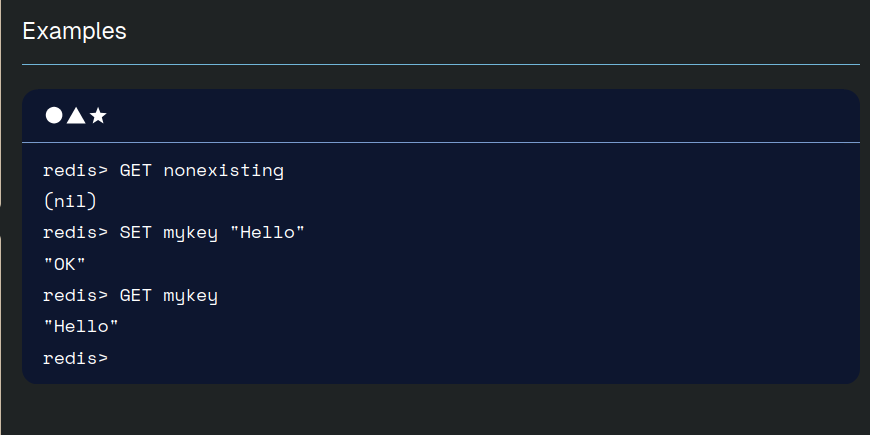 Examples
redis> GET nonexisting
(nil)
redis> SET mykey "Hello"
"OK"
redis> GET mykey
"Hello"
redis>